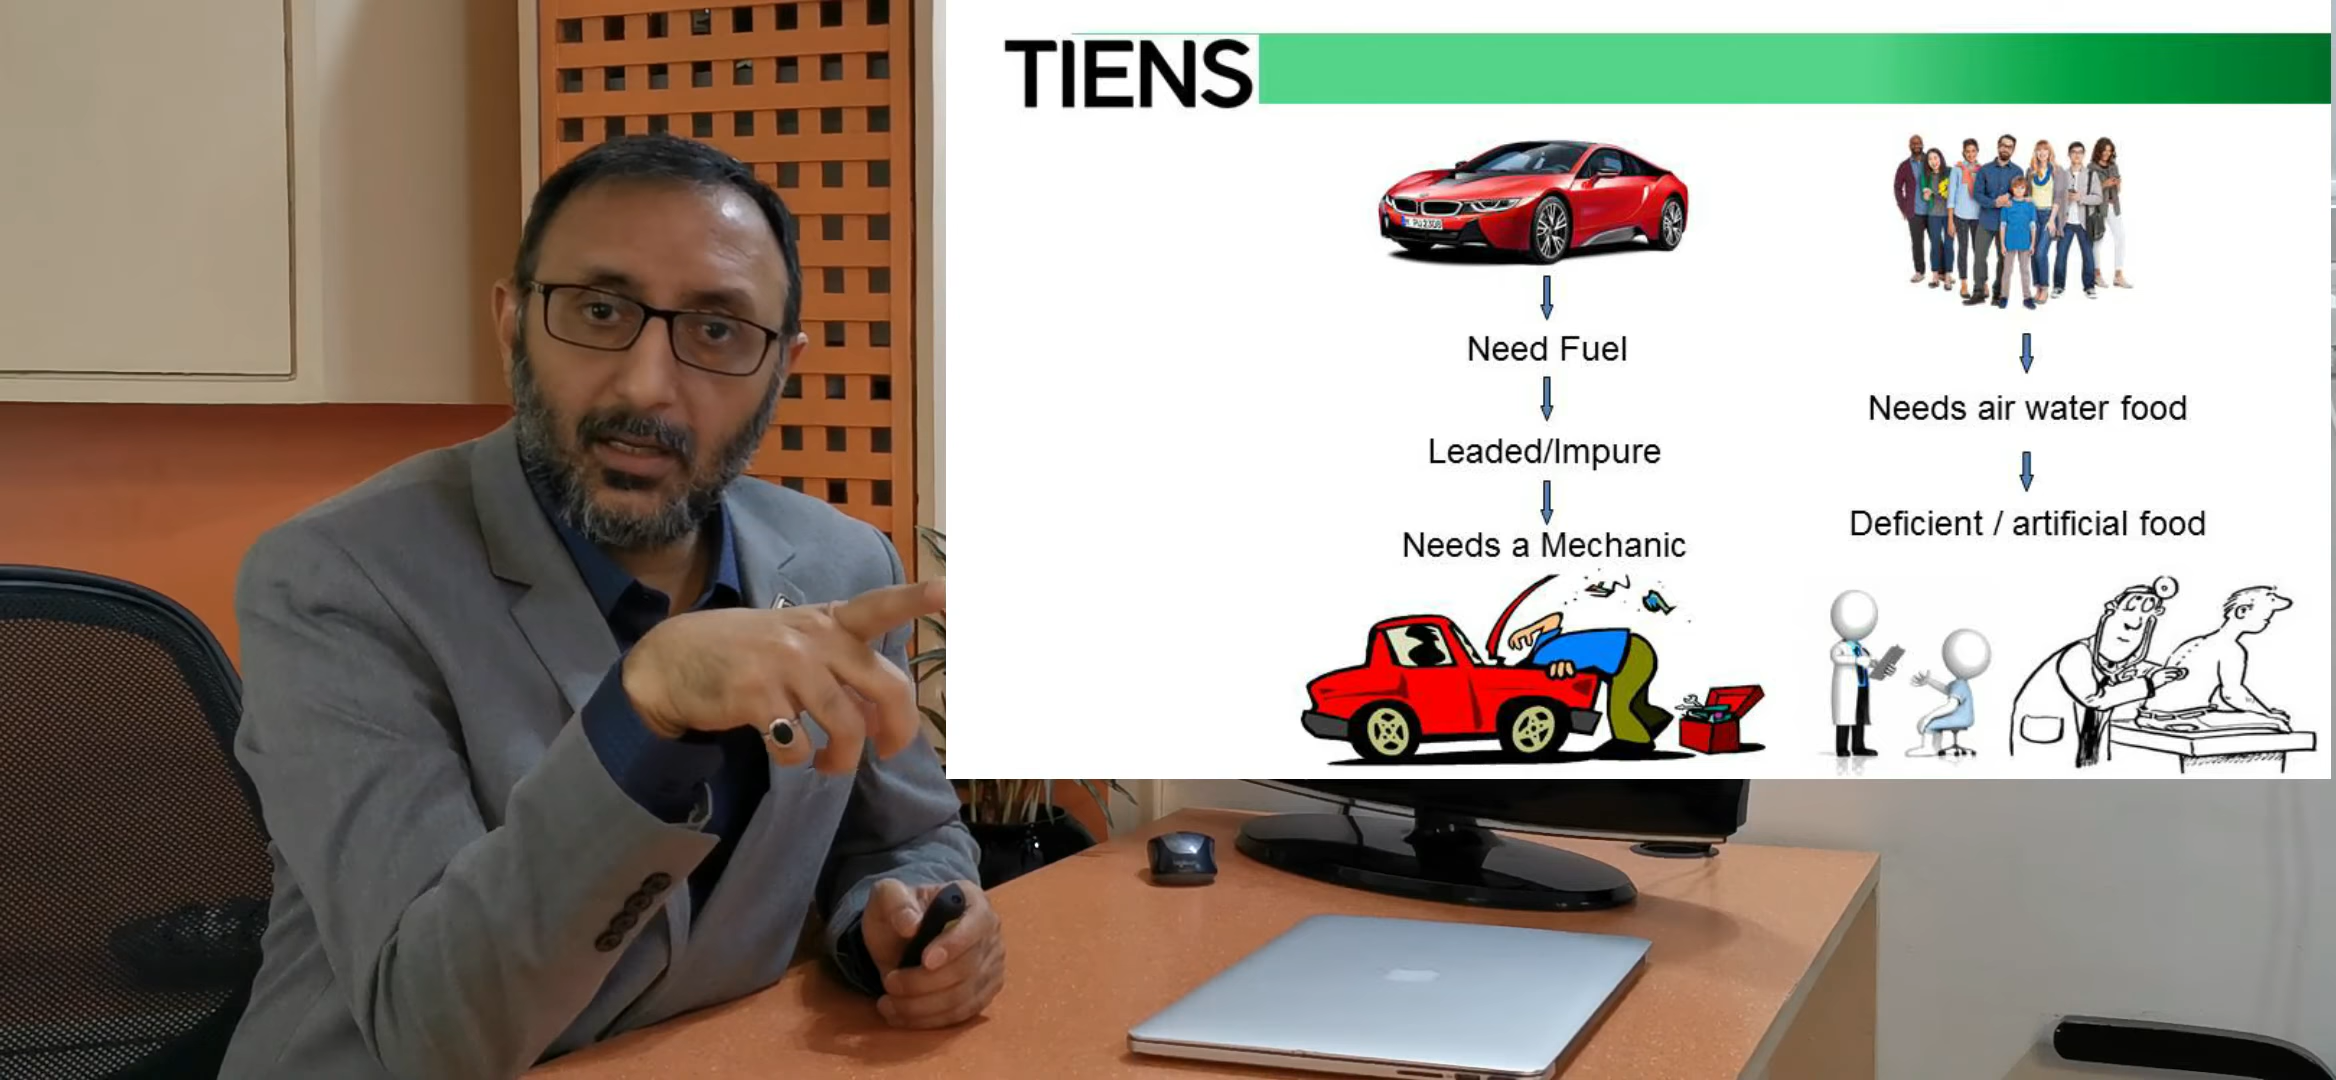 TIENS
Need Fuel
Leaded/Impure
Needs a Mechanic
Needs air water food
Deficient / artificial food